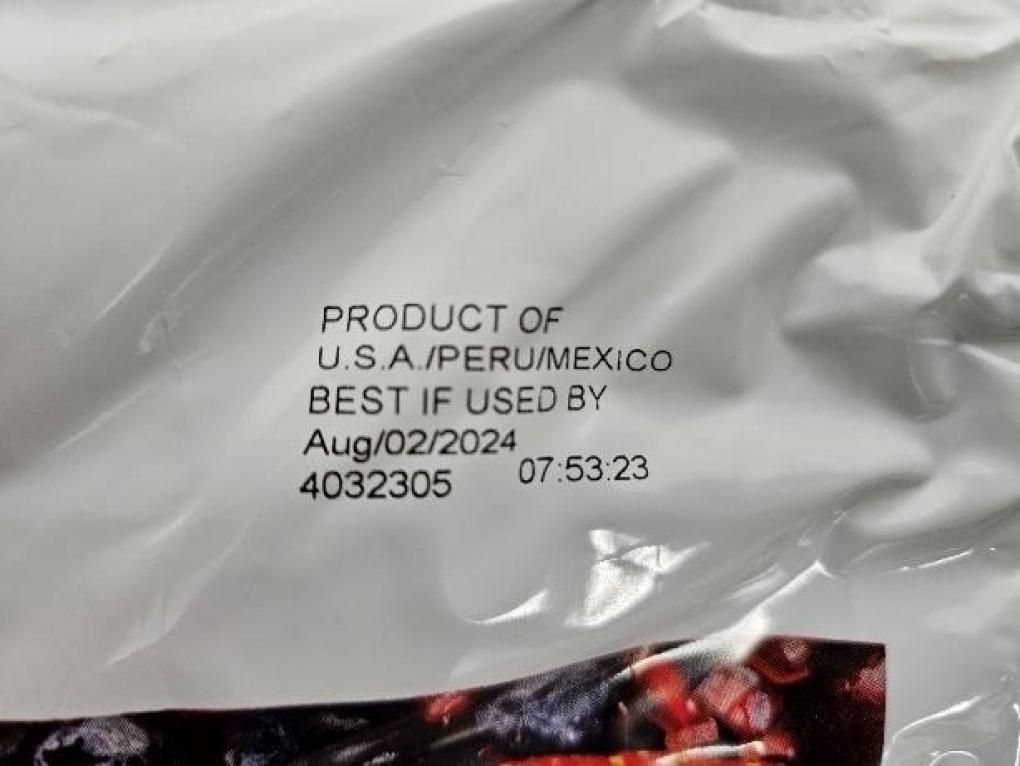 PRODUCT OF
U.S.A./PERU/MEXICO
BEST IF USED BY
Aug/02/2024
4032305 07:53:23